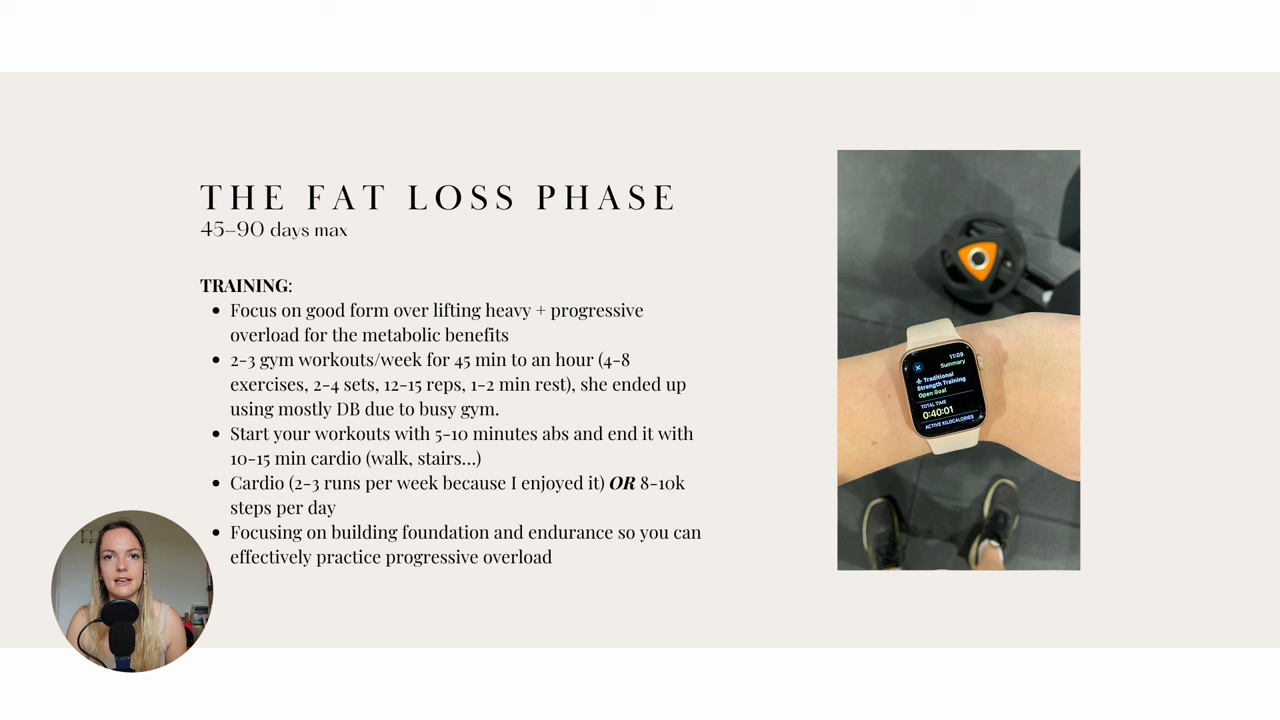 THE FAT LOSS PHASE
45–90 days max
TRAINING:
• Focus on good form over lifting heavy + progressive
overload for the metabolic benefits
• 2-3 gym workouts/week for 45 min to an hour (4-8
exercises, 2-4 sets, 12-15 reps, 1-2 min rest), she ended up
using mostly DB due to busy gym.
• Start your workouts with 5-10 minutes abs and end it with
10-15 min cardio (walk, stairs...)
• Cardio (2-3 runs per week because I enjoyed it) OR 8-10k
steps per day
• Focusing on building foundation and endurance so you can
effectively practice progressive overload
11:09
Summary
Traditional
Strength Training
Open Goal
TOTAL TIME
0:40:01
ACTIVE KILOCALORIES